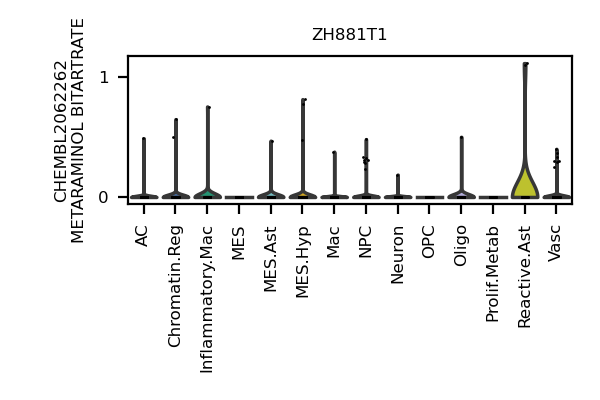 ZH881T1
CHEMBL2062262
METARAMINOL BITARTRATE
1
0
AC
Chromatin.Reg
Inflammatory.Mac
MES
MES.Ast
MES.Hyp
Mac
NPC
Neuron
OPC
Oligo
Prolif.Metab
Reactive.Ast
Vasc